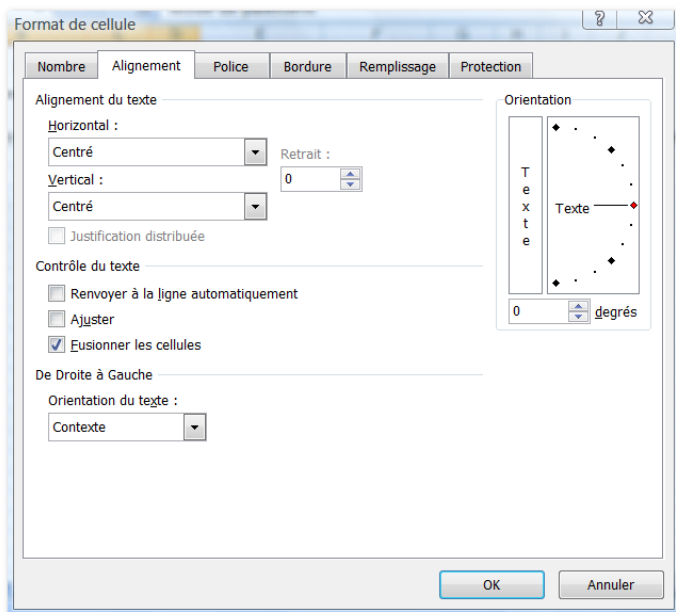 Format de cellule
Nombre Alignement Police Bordure Remplissage Protection
Alignement du texte
Horizontal :
Centré
Retrait :
0
Vertical :
Centré
Justification distribuée
Contrôle du texte
Renvoyer à la ligne automatiquement
Ajuster
Fusionner les cellules
De Droite à Gauche
Orientation du texte :
Contexte
Orientation
Texte
Texte
0 degrés
OK Annuler